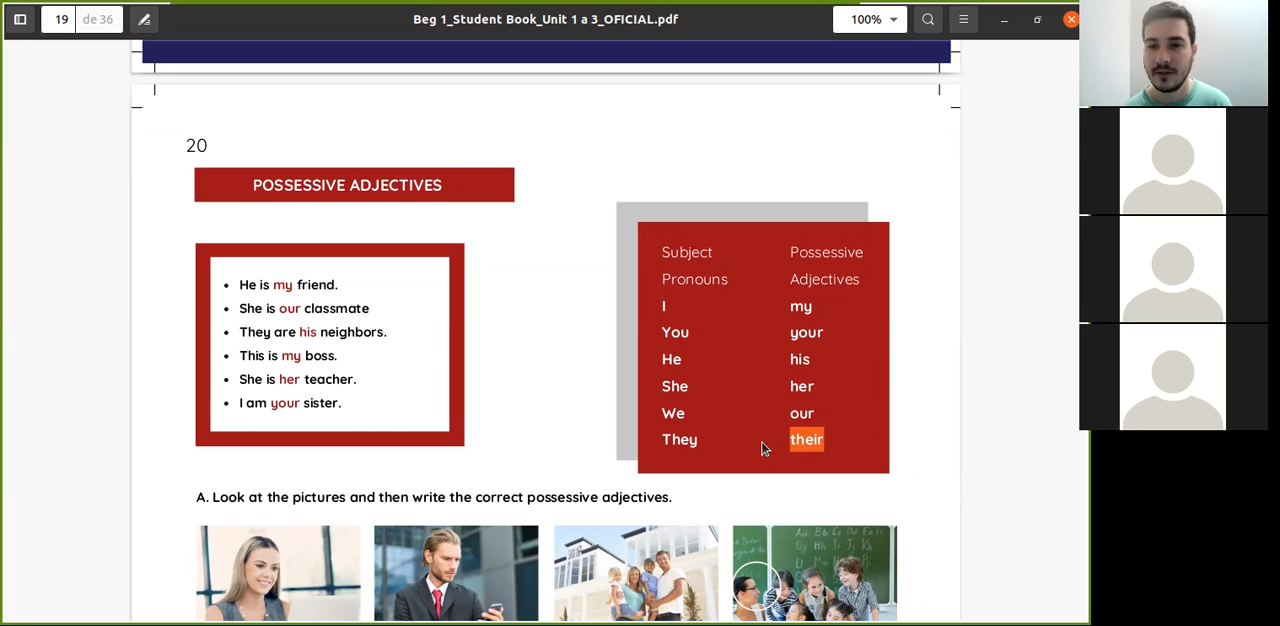 19 de 36 Beg 1_Student Book_Unit 1 a 3_OFICIAL.pdf 100%
20
POSSESSIVE ADJECTIVES
• He is my friend.
• She is our classmate
• They are his neighbors.
• This is my boss.
• She is her teacher.
• I am your sister.
Subject Possessive
Pronouns Adjectives
I my
You your
He his
She her
We our
They their
A. Look at the pictures and then write the correct possessive adjectives.